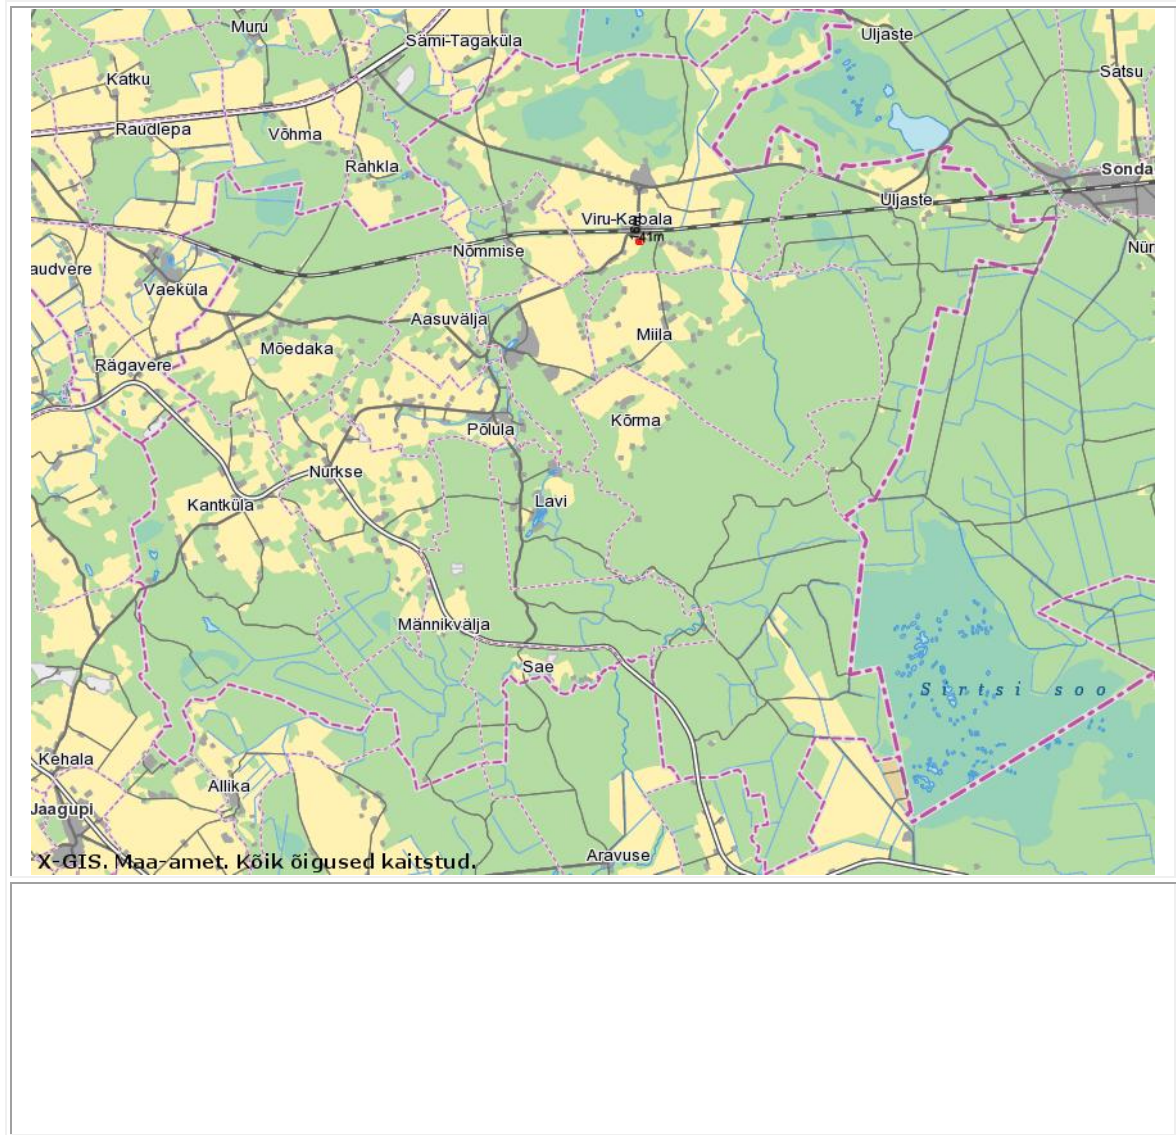 Muru
Uljaste
Sämi-Tagaküla
Katku
Satsu
Raudlepa
Võhma
Rahkla
Sonda
Uljaste
Viru-Kabala
41m
Nõmmise
Nür
audvere
Vaeküla
Aasuvälja
Miila
Mõedaka
Rägavere
Kõrma
Põlula
Nurkse
Lavi
Kantküla
Männikvälja
Sae
Sirtsi soo
Kehala
Allika
Jaagupi
Aravuse
X-GIS. Maa-amet. Kõik õigused kaitstud.